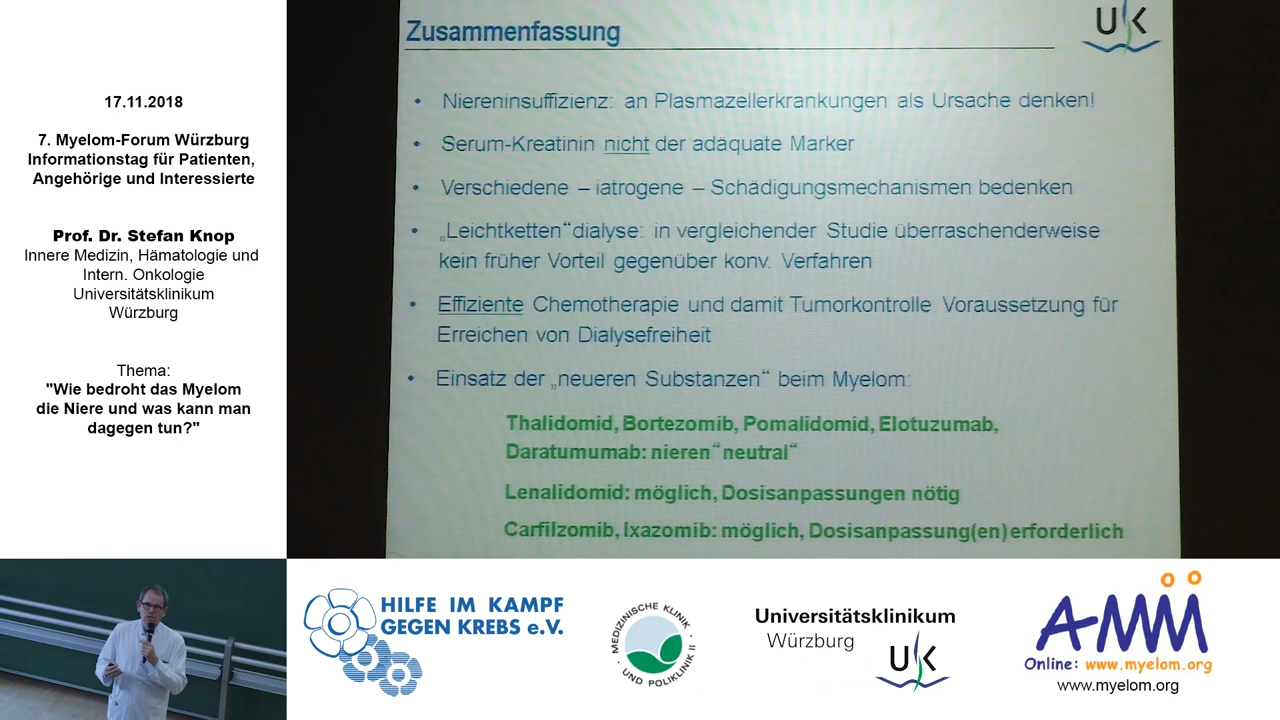 17.11.2018
7. Myelom-Forum Würzburg
Informationstag für Patienten,
Angehörige und Interessierte
Prof. Dr. Stefan Knop
Innere Medizin, Hämatologie und
Intern. Onkologie
Universitätsklinikum
Würzburg
Thema:
"Wie bedroht das Myelom
die Niere und was kann man
dagegen tun?"
Zusammenfassung
UK
• Niereninsuffizienz: an Plasmazellerkrankungen als Ursache denken!
• Serum-Kreatinin nicht der adäquate Marker
• Verschiedene – iatrogene – Schädigungsmechanismen bedenken
• „Leichtketten“dialyse: in vergleichender Studie überraschenderweise
kein früher Vorteil gegenüber konv. Verfahren
• Effiziente Chemotherapie und damit Tumorkontrolle Voraussetzung für
Erreichen von Dialysefreiheit
• Einsatz der „neueren Substanzen“ beim Myelom:
Thalidomid, Bortezomib, Pomalidomid, Elotuzumab,
Daratumumab: nieren“neutral“
Lenalidomid: möglich, Dosisanpassungen nötig
Carfilzomib, Ixazomib: möglich, Dosisanpassung(en) erforderlich
HILFE IM KAMPF
GEGEN KREBS e.V.
MEDIZINISCHE KLINIK
UND POLIKLINIK II
Universitätsklinikum
Würzburg
UK
AMM
Online: www.myelom.org
www.myelom.org